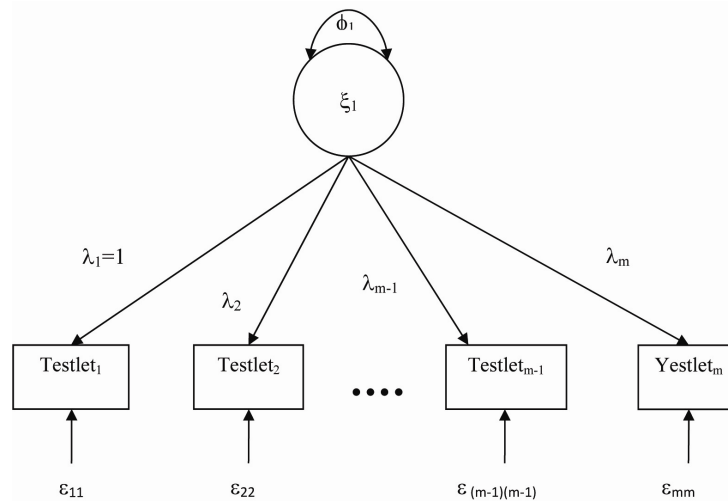 ϕ₁
ξ₁
λ₁=1
λ₂
λₘ₋₁
λₘ
Testlet₁
Testlet₂
Testletₘ₋₁
Yestletₘ
ε₁₁
ε₂₂
ε₍ₘ₋₁₎₍ₘ₋₁₎
εₘₘ